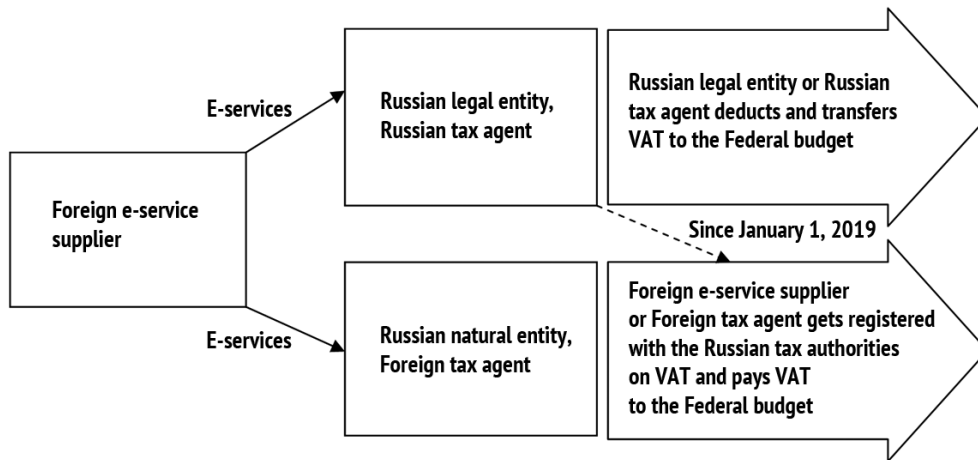 E-services
Russian legal entity,
Russian tax agent
Russian legal entity or Russian
tax agent deducts and transfers
VAT to the Federal budget
Foreign e-service
supplier
Since January 1, 2019
E-services
Russian natural entity,
Foreign tax agent
Foreign e-service supplier
or Foreign tax agent gets registered
with the Russian tax authorities
on VAT and pays VAT
to the Federal budget